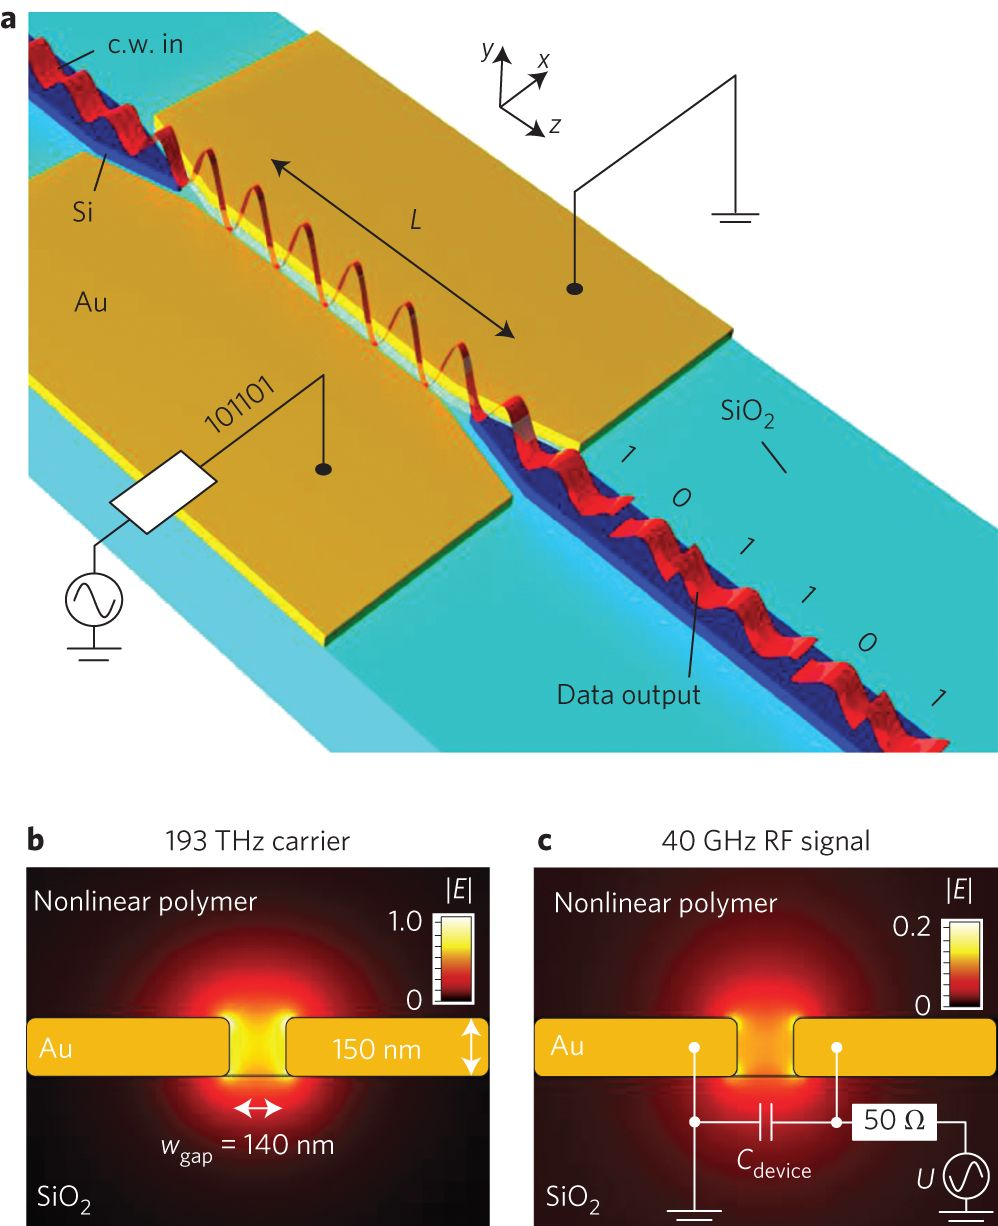 a
c.w. in
y
x
z
Si
L
Au
101101
SiO₂
1
0
1
1
0
1
Data output
b 193 THz carrier
Nonlinear polymer
|E|
1.0
0
Au
150 nm
w_gap = 140 nm
SiO₂
c 40 GHz RF signal
Nonlinear polymer
|E|
0.2
0
Au
50 Ω
C_device
U
SiO₂